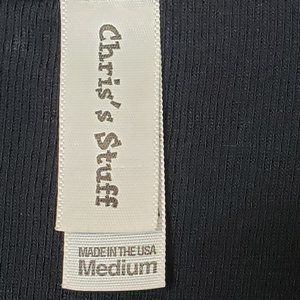 Chris's Stuff
MADE IN THE USA
Medium